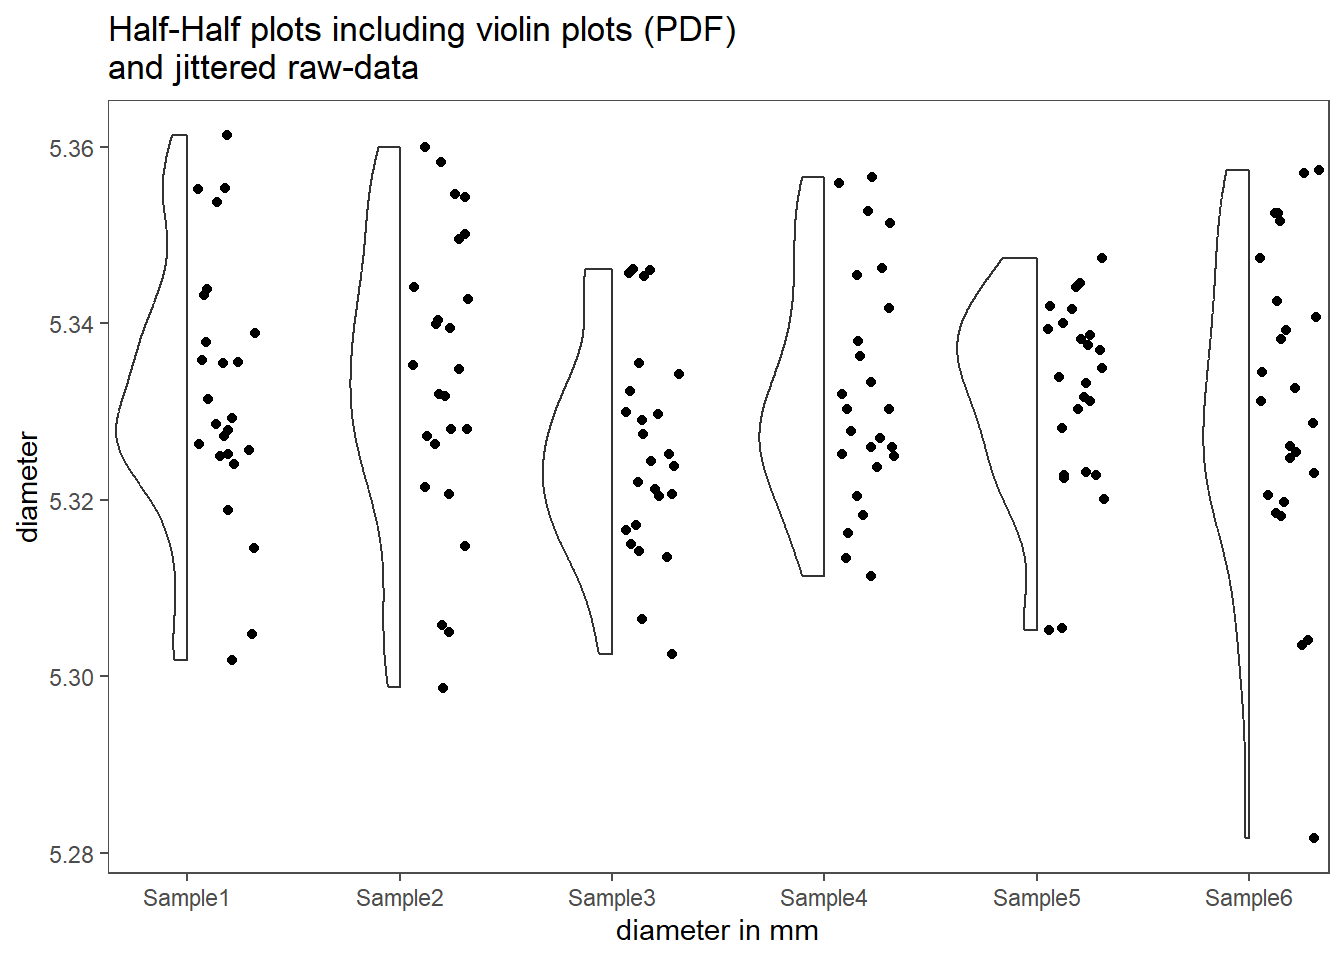 Half-Half plots including violin plots (PDF)
and jittered raw-data
5.36
5.34
5.32
5.30
5.28
diameter
Sample1 Sample2 Sample3 Sample4 Sample5 Sample6
diameter in mm